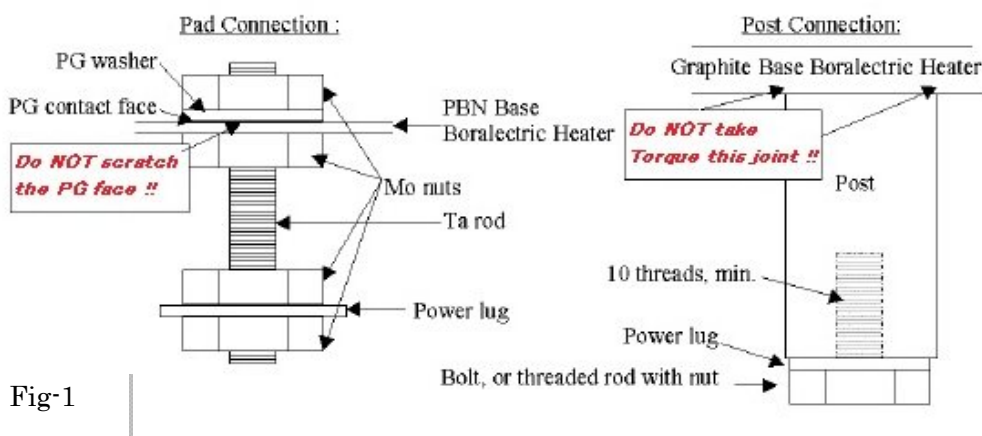 Pad Connection :
PG washer
PG contact face
Do NOT scratch
the PG face !!
PBN Base
Boralectric Heater
Mo nuts
Ta rod
Power lug
Fig-1
Post Connection:
Graphite Base Boralectric Heater
Do NOT take
Torque this joint !!
Post
10 threads, min.
Power lug
Bolt, or threaded rod with nut